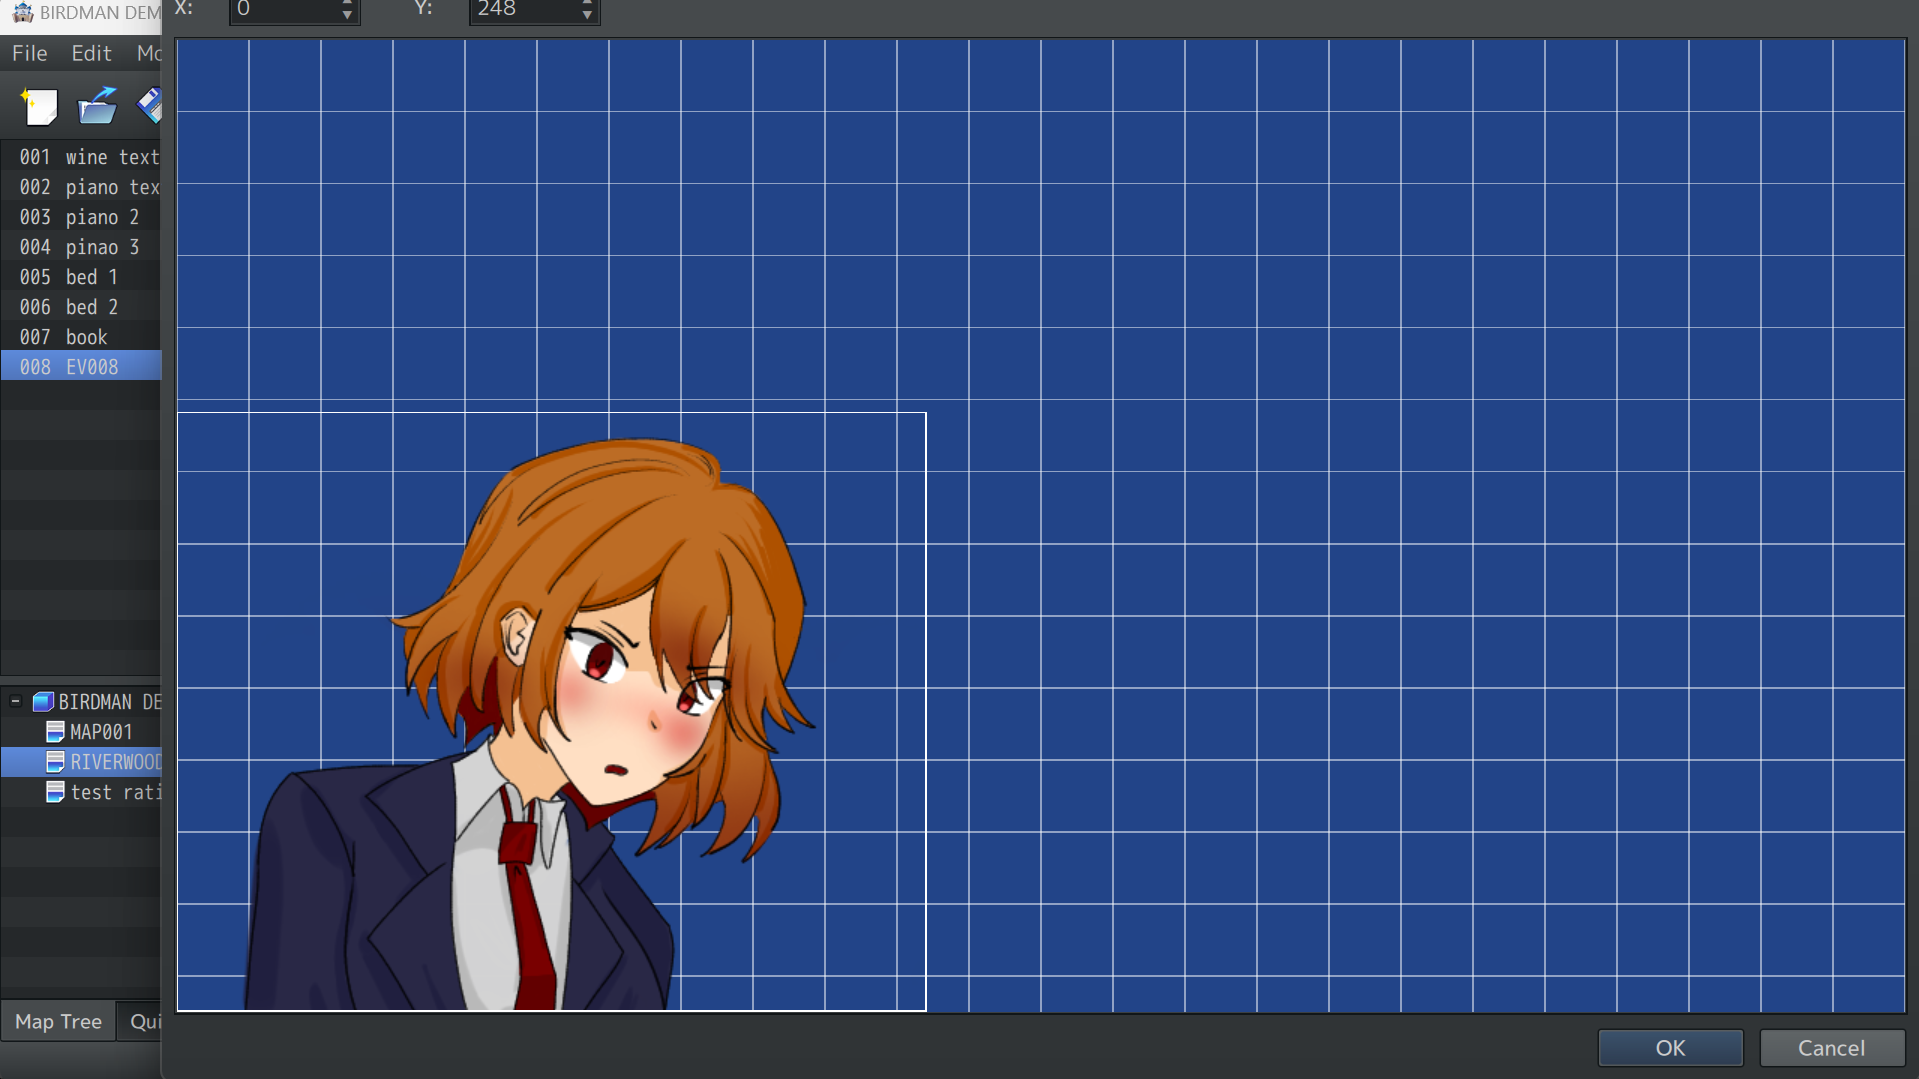 BIRDMAN DEM
X: 0 Y: 248
File Edit Mo
001 wine text
002 piano tex
003 piano 2
004 pinao 3
005 bed 1
006 bed 2
007 book
008 EV008
BIRDMAN DE
MAP001
RIVERWOOD
test rati
Map Tree Qui
OK Cancel